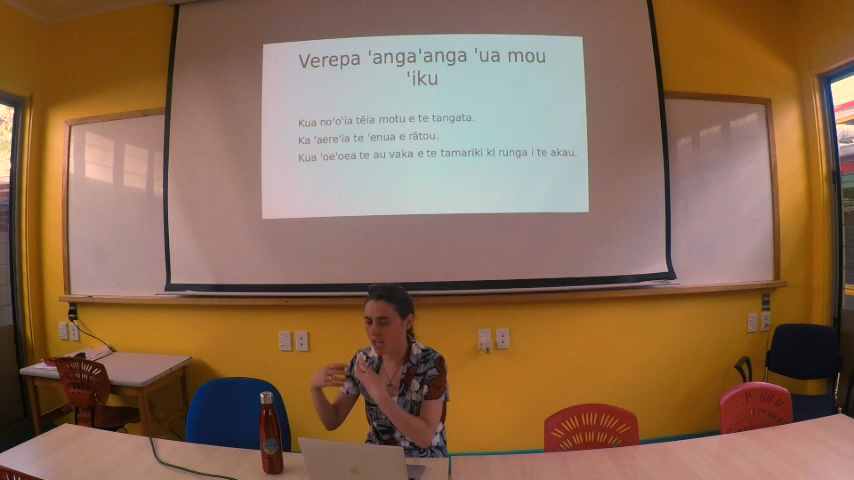 Verepa 'anga'anga 'ua mou
'iku
Kua no'o'ia tēia motu e te tangata.
Ka 'aere'ia te 'enua e rātou.
Kua 'oe'oea te au vaka e te tamariki ki runga i te akau.